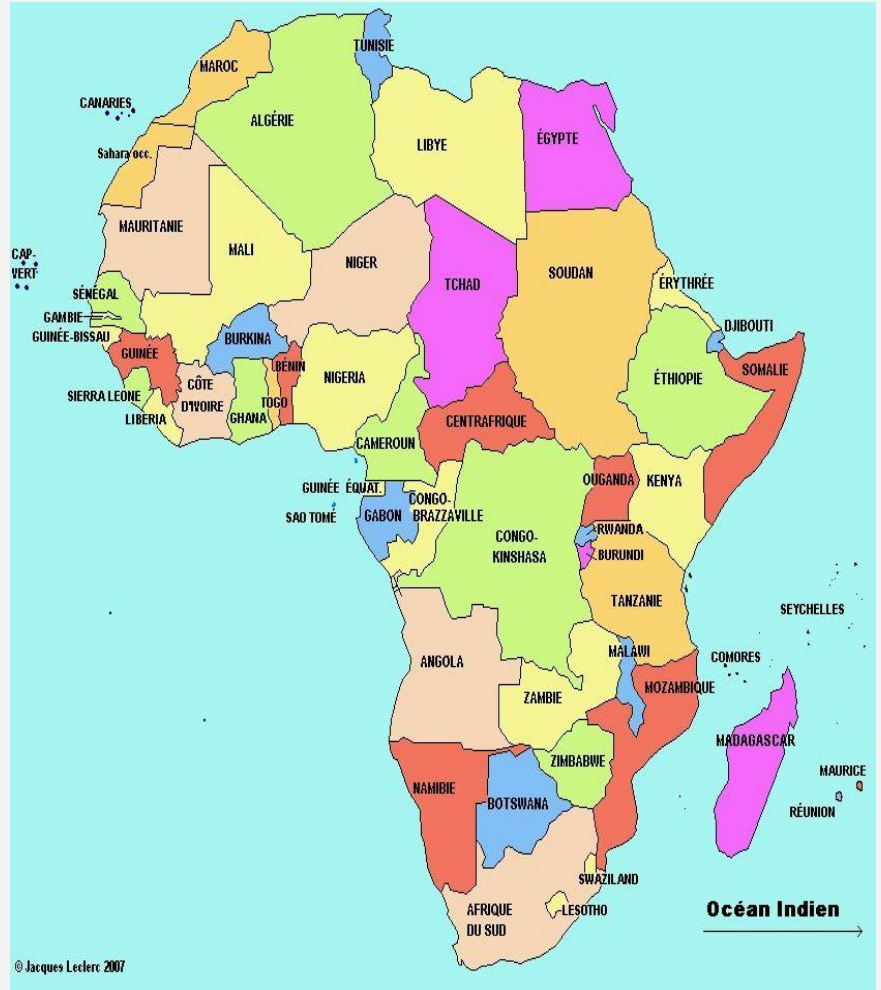 TUNISIE
MAROC
CANARIES
ALGÉRIE
LIBYE
ÉGYPTE
Sahara occ.
MAURITANIE
MALI
NIGER
TCHAD
SOUDAN
CAP-
VERT
ÉRYTHRÉE
SÉNÉGAL
GAMBIE
DJIBOUTI
GUINÉE-BISSAU
BURKINA
GUINÉE
BÉNIN
SOMALIE
NIGERIA
ÉTHIOPIE
CÔTE
D'IVOIRE
SIERRA LEONE
TOGO
LIBERIA
GHANA
CENTRAFRIQUE
CAMEROUN
OUGANDA
KENYA
GUINÉE ÉQUAT.
CONGO-
BRAZZAVILLE
SAO TOMÉ
GABON
RWANDA
CONGO-
KINSHASA
BURUNDI
TANZANIE
SEYCHELLES
MALAWI
COMORES
ANGOLA
MOZAMBIQUE
ZAMBIE
MADAGASCAR
ZIMBABWE
MAURICE
NAMIBIE
BOTSWANA
RÉUNION
SWAZILAND
AFRIQUE
DU SUD
LESOTHO
Océan Indien
© Jacques Leclerc 2007